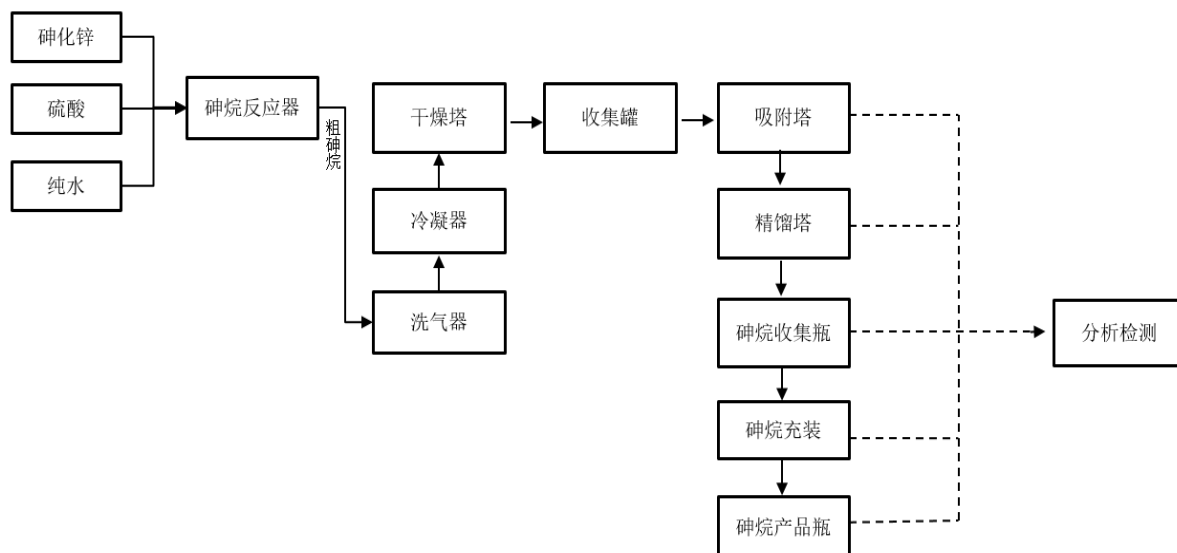 砷化锌
硫酸
纯水
砷烷反应器
粗砷烷
干燥塔
冷凝器
洗气器
收集罐
吸附塔
精馏塔
砷烷收集瓶
砷烷充装
砷烷产品瓶
分析检测